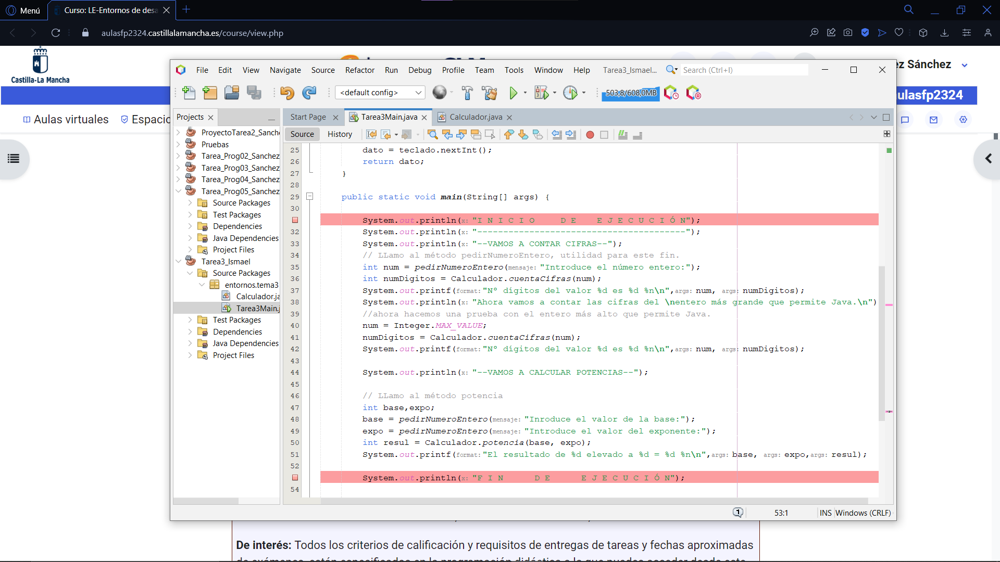 Menú
Curso: LE-Entornos de desa
aulasfp2324.castillalamancha.es/course/view.php
Castilla-La Mancha
ez Sánchez
ulasfp2324
Aulas virtuales
Espacio
File Edit View Navigate Source Refactor Run Debug Profile Team Tools Window Help Tarea3_Ismael... Search (Ctrl+I)
<default config>
503,8/608,0MB
Projects
Start Page
Tarea3Main.java
Calculador.java
Source History
ProyectoTarea2_Sanch
Pruebas
Tarea_Prog02_Sanchez
Tarea_Prog03_Sanchez
Tarea_Prog04_Sanchez
Tarea_Prog05_Sanchez
Source Packages
Test Packages
Dependencies
Java Dependencies
Project Files
Tarea3_Ismael
Source Packages
entornos.tema3
Calculador.ja
Tarea3Main.j
Test Packages
Dependencies
Java Dependencies
Project Files
25 dato = teclado.nextInt();
26 return dato;
27 }
28
29 public static void main(String[] args) {
30
System.out.println(x: "I N I C I O    D E    E J E C U C I Ó N");
32 System.out.println(x: "----------------------------------------");
33 System.out.println(x: "--VAMOS A CONTAR CIFRAS--");
34 // LLamo al método pedirNumeroEntero, utilidad para este fin.
35 int num = pedirNumeroEntero(mensaje: "Introduce el número entero:");
36 int numDigitos = Calculador.cuentaCifras(num);
37 System.out.printf(format: "Nº dígitos del valor %d es %d %n\n",args: num, args: numDigitos);
38 System.out.println(x: "Ahora vamos a contar las cifras del \nentero más grande que permite Java.\n")
39 //ahora hacemos una prueba con el entero más alto que permite Java.
40 num = Integer.MAX_VALUE;
41 numDigitos = Calculador.cuentaCifras(num);
42 System.out.printf(format: "Nº dígitos del valor %d es %d %n\n",args: num, args: numDigitos);
43
44 System.out.println(x: "--VAMOS A CALCULAR POTENCIAS--");
45
46 // LLamo al método potencia
47 int base,expo;
48 base = pedirNumeroEntero(mensaje: "Inroduce el valor de la base:");
49 expo = pedirNumeroEntero(mensaje: "Introduce el valor del exponente:");
50 int resul = Calculador.potencia(base, expo);
51 System.out.printf(format: "El resultado de %d elevado a %d = %d %n\n",args: base, args: expo,args: resul);
52
System.out.println(x: "F I N      D E      E J E C U C I Ó N");
54
1
53:1 INS Windows (CRLF)
De interés: Todos los criterios de calificación y requisitos de entregas de tareas y fechas aproximadas